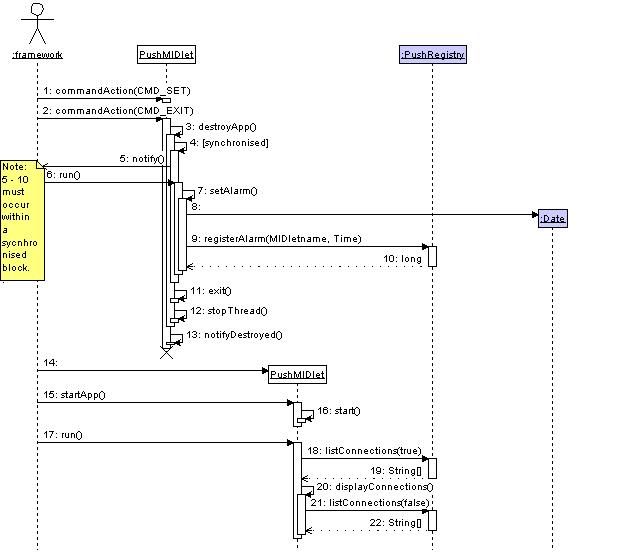 :framework
PushMIDlet
:PushRegistry
1: commandAction(CMD_SET)
2: commandAction(CMD_EXIT)
3: destroyApp()
4: [synchronised]
5: notify()
Note:
5 - 10
must
occur
within
a
sycnhro
nised
block.
6: run()
7: setAlarm()
8:
:Date
9: registerAlarm(MIDletname, Time)
10: long
11: exit()
12: stopThread()
13: notifyDestroyed()
14:
PushMIDlet
15: startApp()
16: start()
17: run()
18: listConnections(true)
19: String[]
20: displayConnections()
21: listConnections(false)
22: String[]